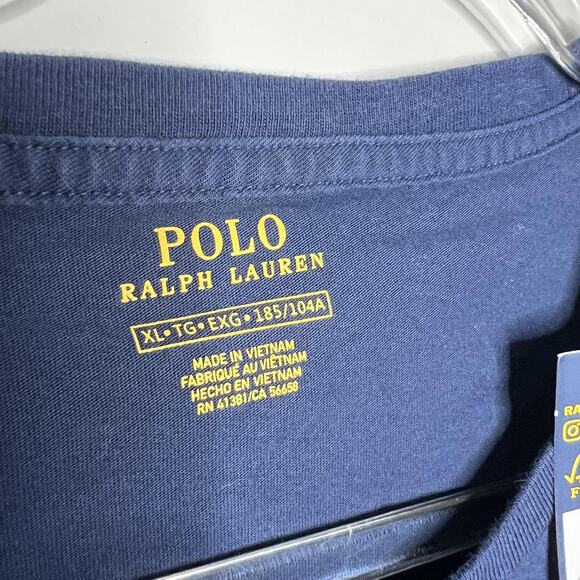 POLO
RALPH LAUREN
XL•TG•EXG•185/104A
MADE IN VIETNAM
FABRIQUÉ AU VIÊTNAM
HECHO EN VIETNAM
RN 41381/CA 56658